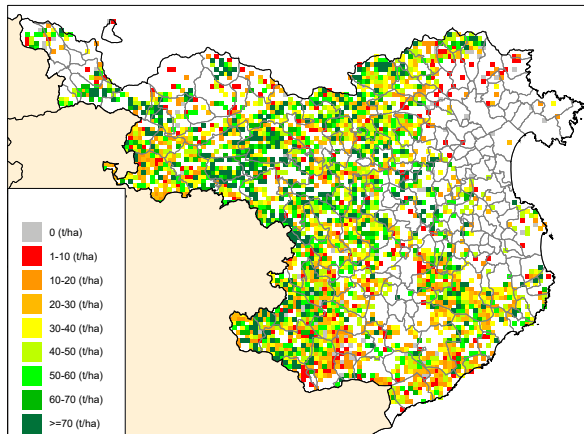 0 (t/ha)
1-10 (t/ha)
10-20 (t/ha)
20-30 (t/ha)
30-40 (t/ha)
40-50 (t/ha)
50-60 (t/ha)
60-70 (t/ha)
>=70 (t/ha)